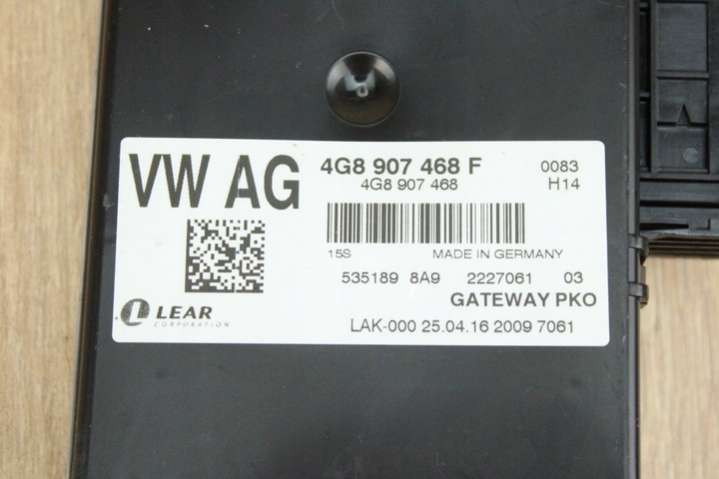 VW AG
4G8 907 468 F 0083
4G8 907 468 H14
15S MADE IN GERMANY
535189 8A9 2227061 03
GATEWAY PKO
LEAR
CORPORATION
LAK-000 25.04.16 2009 7061